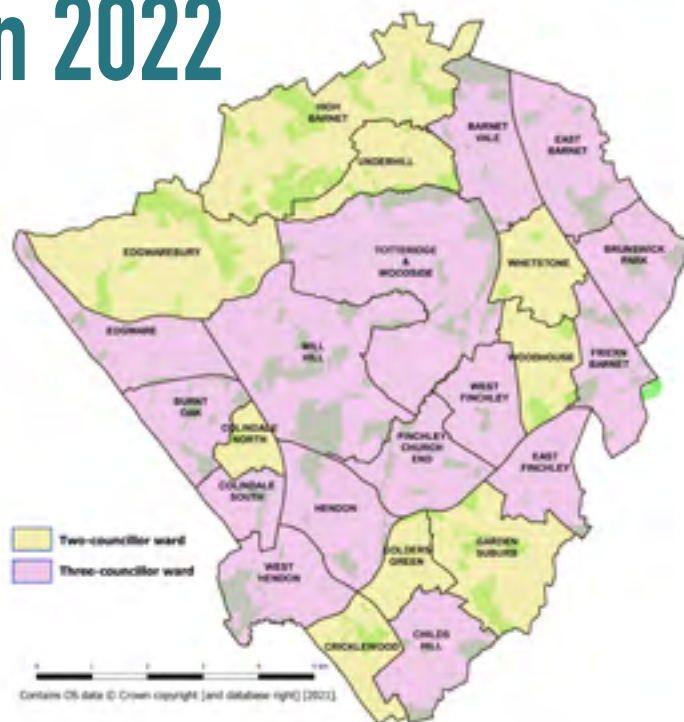 n 2022
HIGH
BARNET
BARNET
VALE
EAST
BARNET
UNDERHILL
EDGWAREBURY
TOTTERIDGE
&
WOODSIDE
WHETSTONE
BRUNSWICK
PARK
EDGWARE
MILL
HILL
WOODHOUSE
FRIERN
BARNET
BURNT
OAK
WEST
FINCHLEY
COLINDALE
NORTH
FINCHLEY
CHURCH
END
EAST
FINCHLEY
COLINDALE
SOUTH
HENDON
GOLDERS
GREEN
GARDEN
SUBURB
Two-councillor ward
Three-councillor ward
WEST
HENDON
CRICKLEWOOD
CHILDS
HILL
Contains OS data © Crown copyright [and database right] [2021].